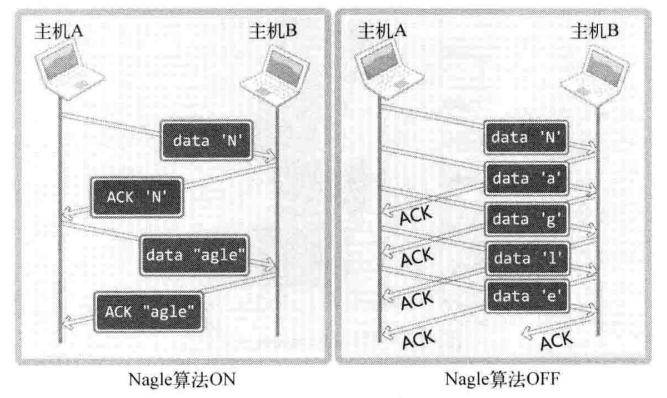 主机A
主机B
data 'N'
ACK 'N'
data "agle"
ACK "agle"
Nagle算法ON
主机A
主机B
data 'N'
data 'a'
ACK
data 'g'
ACK
data 'l'
ACK
data 'e'
ACK
ACK
Nagle算法OFF